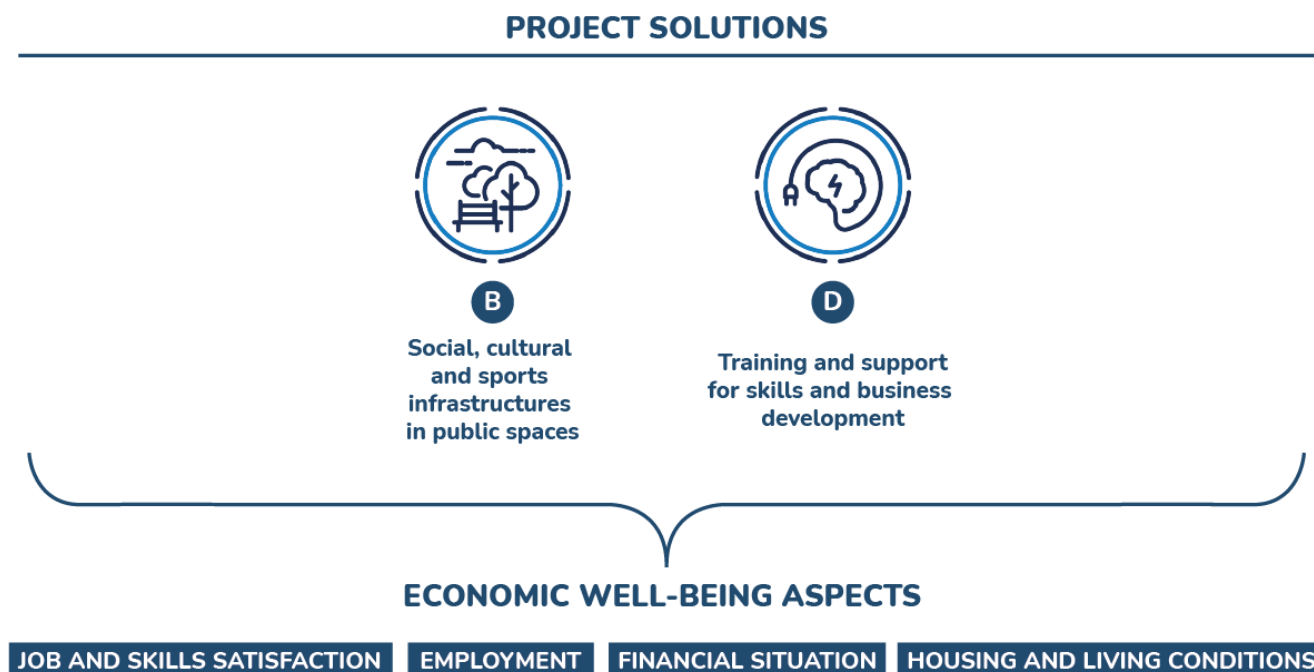 PROJECT SOLUTIONS
B
Social, cultural
and sports
infrastructures
in public spaces
D
Training and support
for skills and business
development
ECONOMIC WELL-BEING ASPECTS
JOB AND SKILLS SATISFACTION
EMPLOYMENT
FINANCIAL SITUATION
HOUSING AND LIVING CONDITIONS